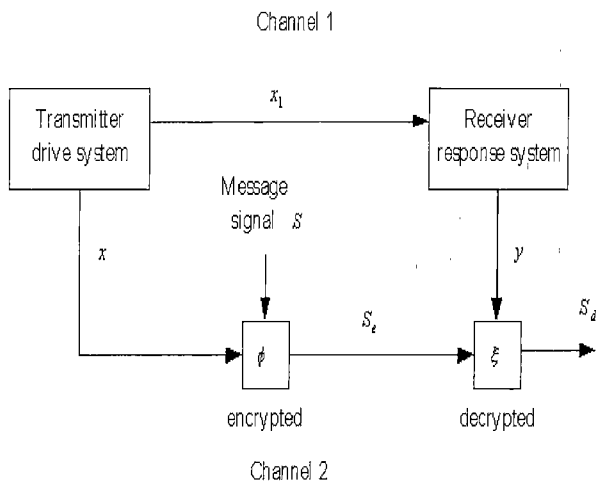 Channel 1
x₁
Transmitter
drive system
Receiver
response system
Message
signal S
x
y
Sₑ
S_d
ϕ
ξ
encrypted
decrypted
Channel 2